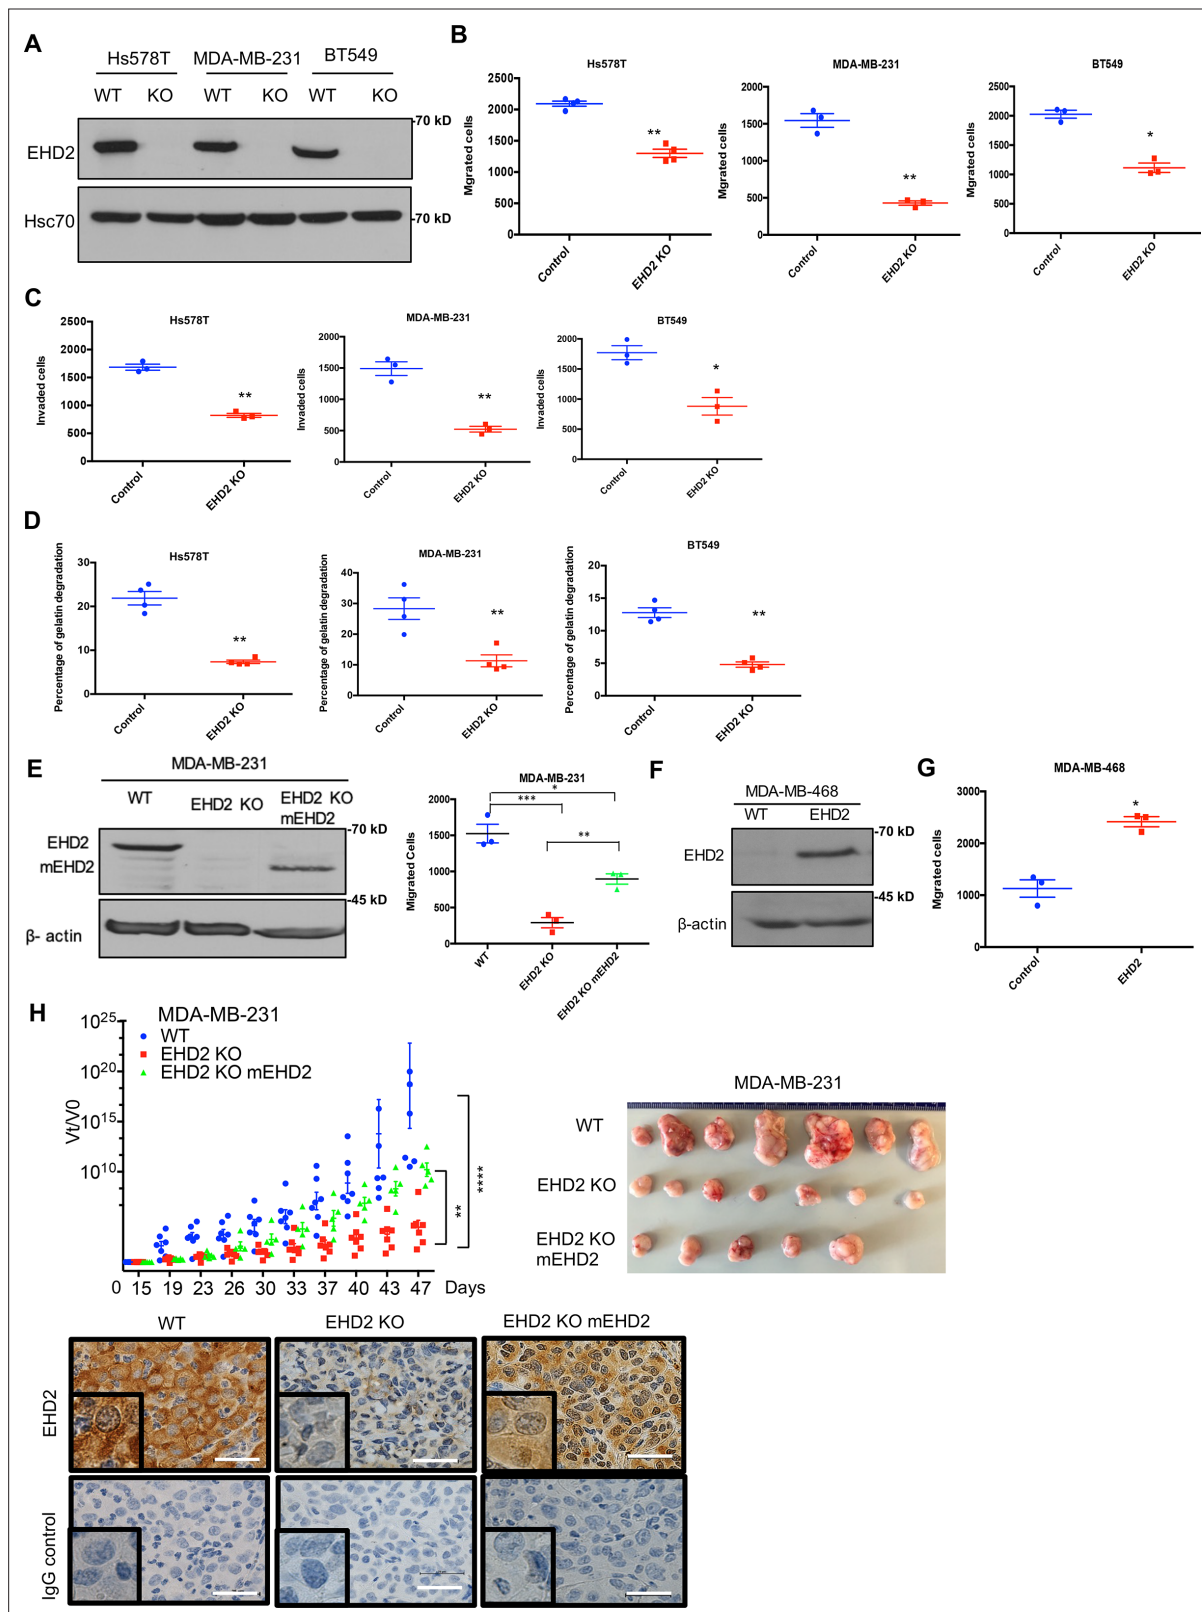 A
Hs578T MDA-MB-231 BT549
WT KO WT KO WT KO
-70 kD
EHD2
Hsc70
-70 kD
B
Hs578T
Mgrated cells
2500
2000
1500
1000
500
0
**
Control
EHD2 KO
MDA-MB-231
Mgrated cells
2000
1500
1000
500
0
**
Control
EHD2 KO
BT549
Mgrated cells
2500
2000
1500
1000
500
0
*
Control
EHD2 KO
C
Hs578T
Invaded cells
2500
2000
1500
1000
500
0
**
Control
EHD2 KO
MDA-MB-231
Invaded cells
2000
1500
1000
500
0
**
Control
EHD2 KO
BT549
Invaded cells
2000
1500
1000
500
0
*
Control
EHD2 KO
D
Hs578T
Percentage of gelatin degradation
30
20
10
0
**
Control
EHD2 KO
MDA-MB-231
Percentage of gelatin degradation
40
30
20
10
0
**
Control
EHD2 KO
BT549
Percentage of gelatin degradation
20
15
10
5
0
**
Control
EHD2 KO
E
MDA-MB-231
WT EHD2 KO EHD2 KO
mEHD2
-70 kD
EHD2
mEHD2
-45 kD
β- actin
MDA-MB-231
Migrated Cells
2000
1500
1000
500
0
*
***
**
WT
EHD2 KO
EHD2 KO mEHD2
F
MDA-MB-468
WT EHD2
-70 kD
EHD2
-45 kD
β-actin
G
MDA-MB-468
Mgrated cells
3000
2000
1000
0
*
Control
EHD2
H
MDA-MB-231
WT
EHD2 KO
EHD2 KO mEHD2
Vt/V0
10²⁵
10²⁰
10¹⁵
10¹⁰
**
****
0 15 19 23 26 30 33 37 40 43 47 Days
MDA-MB-231
WT
EHD2 KO
EHD2 KO
mEHD2
WT EHD2 KO EHD2 KO mEHD2
EHD2
IgG control